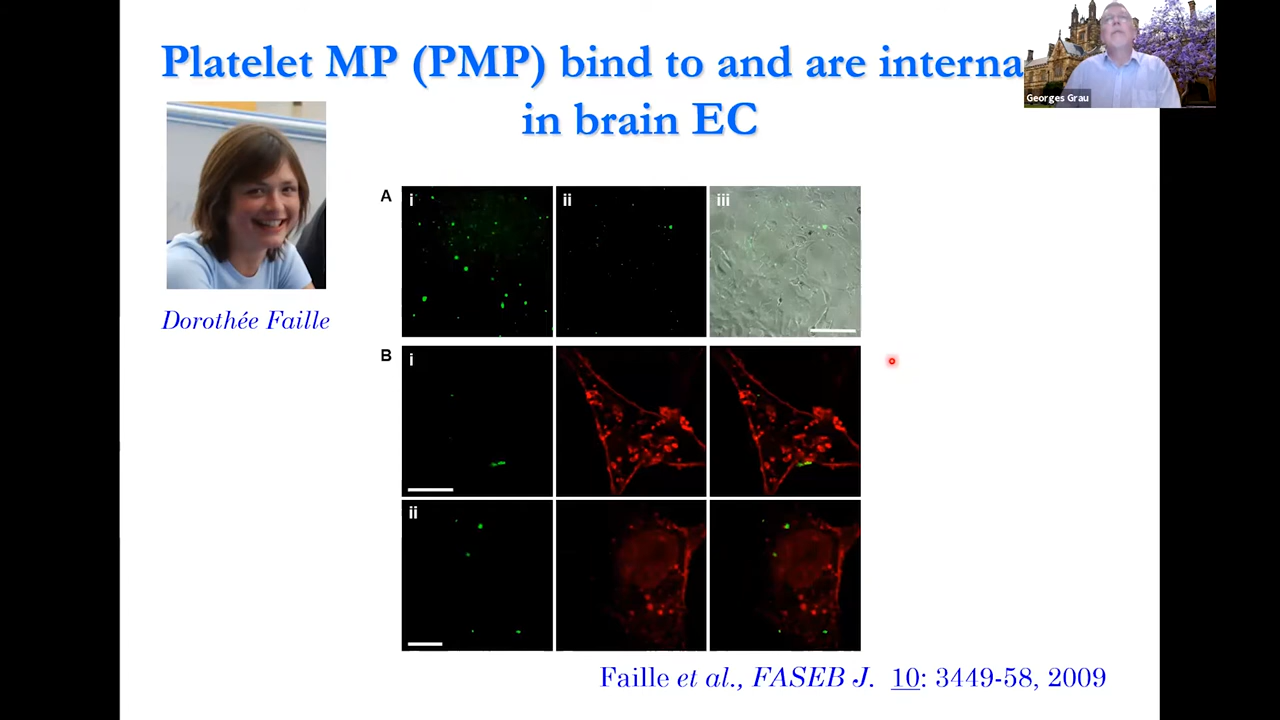 Platelet MP (PMP) bind to and are interna
in brain EC
Georges Grau
Dorothée Faille
A
i
ii
iii
B
i
ii
Faille et al., FASEB J. 10: 3449-58, 2009